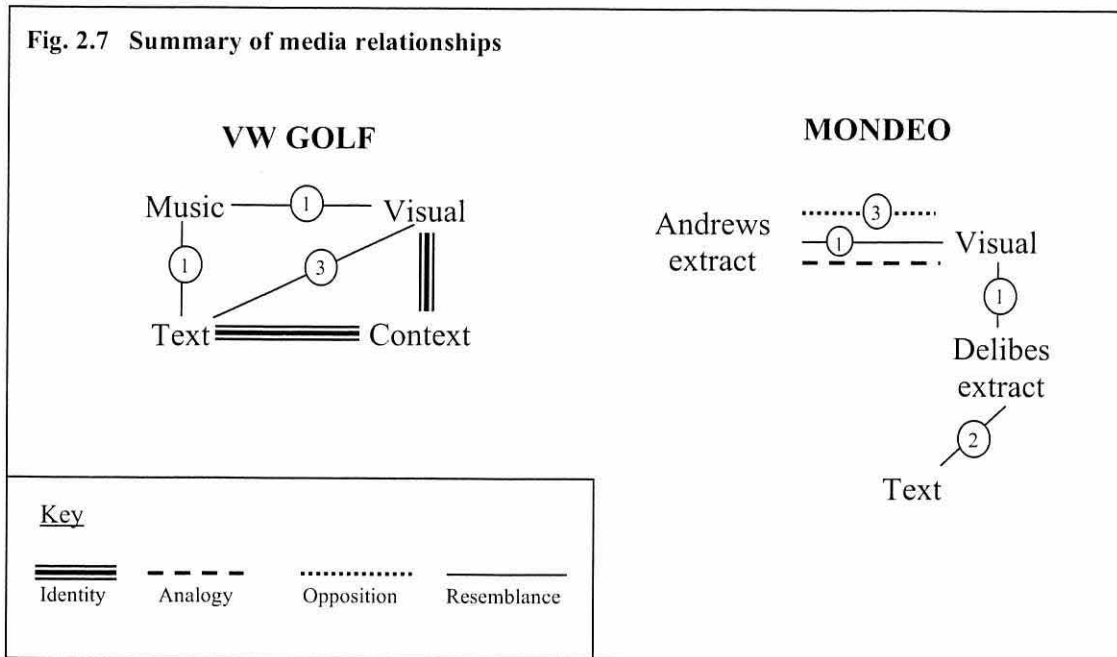 Fig. 2.7 Summary of media relationships
VW GOLF
Music
1
Visual
1
3
Text
Context
MONDEO
Andrews
extract
3
1
Visual
1
Delibes
extract
2
Text
Key
Identity
Analogy
Opposition
Resemblance